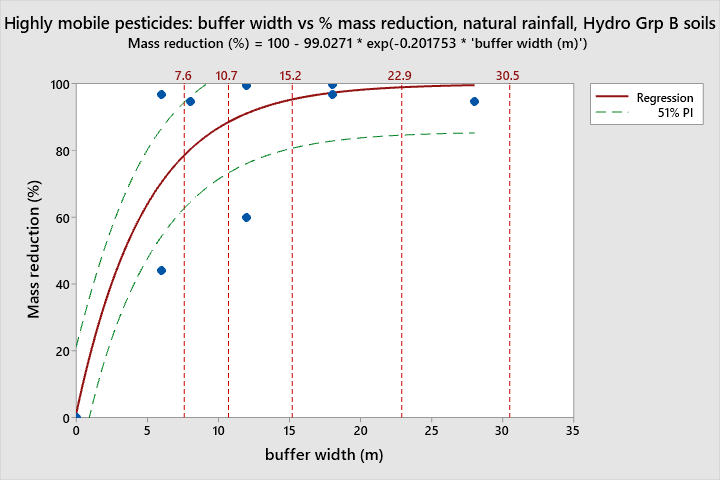 Highly mobile pesticides: buffer width vs % mass reduction, natural rainfall, Hydro Grp B soils
Mass reduction (%) = 100 - 99.0271 * exp(-0.201753 * 'buffer width (m)')
7.6 10.7 15.2 22.9 30.5
Regression
51% PI
100
80
60
40
20
0
Mass reduction (%)
0 5 10 15 20 25 30 35
buffer width (m)